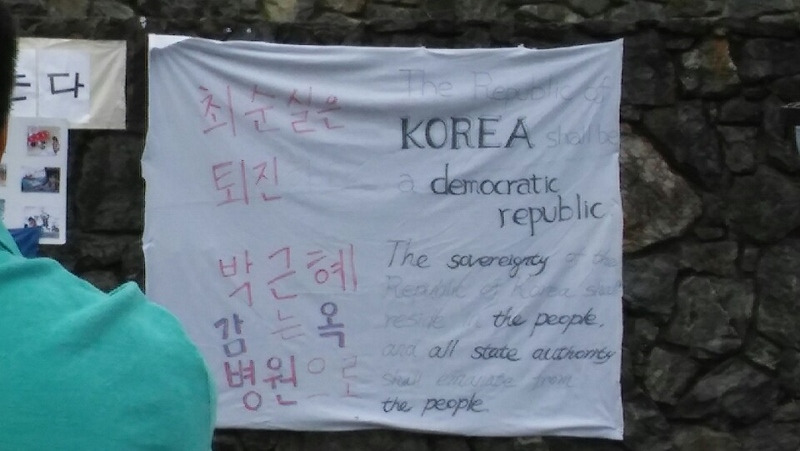 다
최순실은
퇴진
박근혜
감는옥
병원으로
The Republic of
KOREA shall be
a democratic
republic
The sovereignty of the
Republic of Korea shall
reside in the people,
and all state authority
shall emanate from
the people.